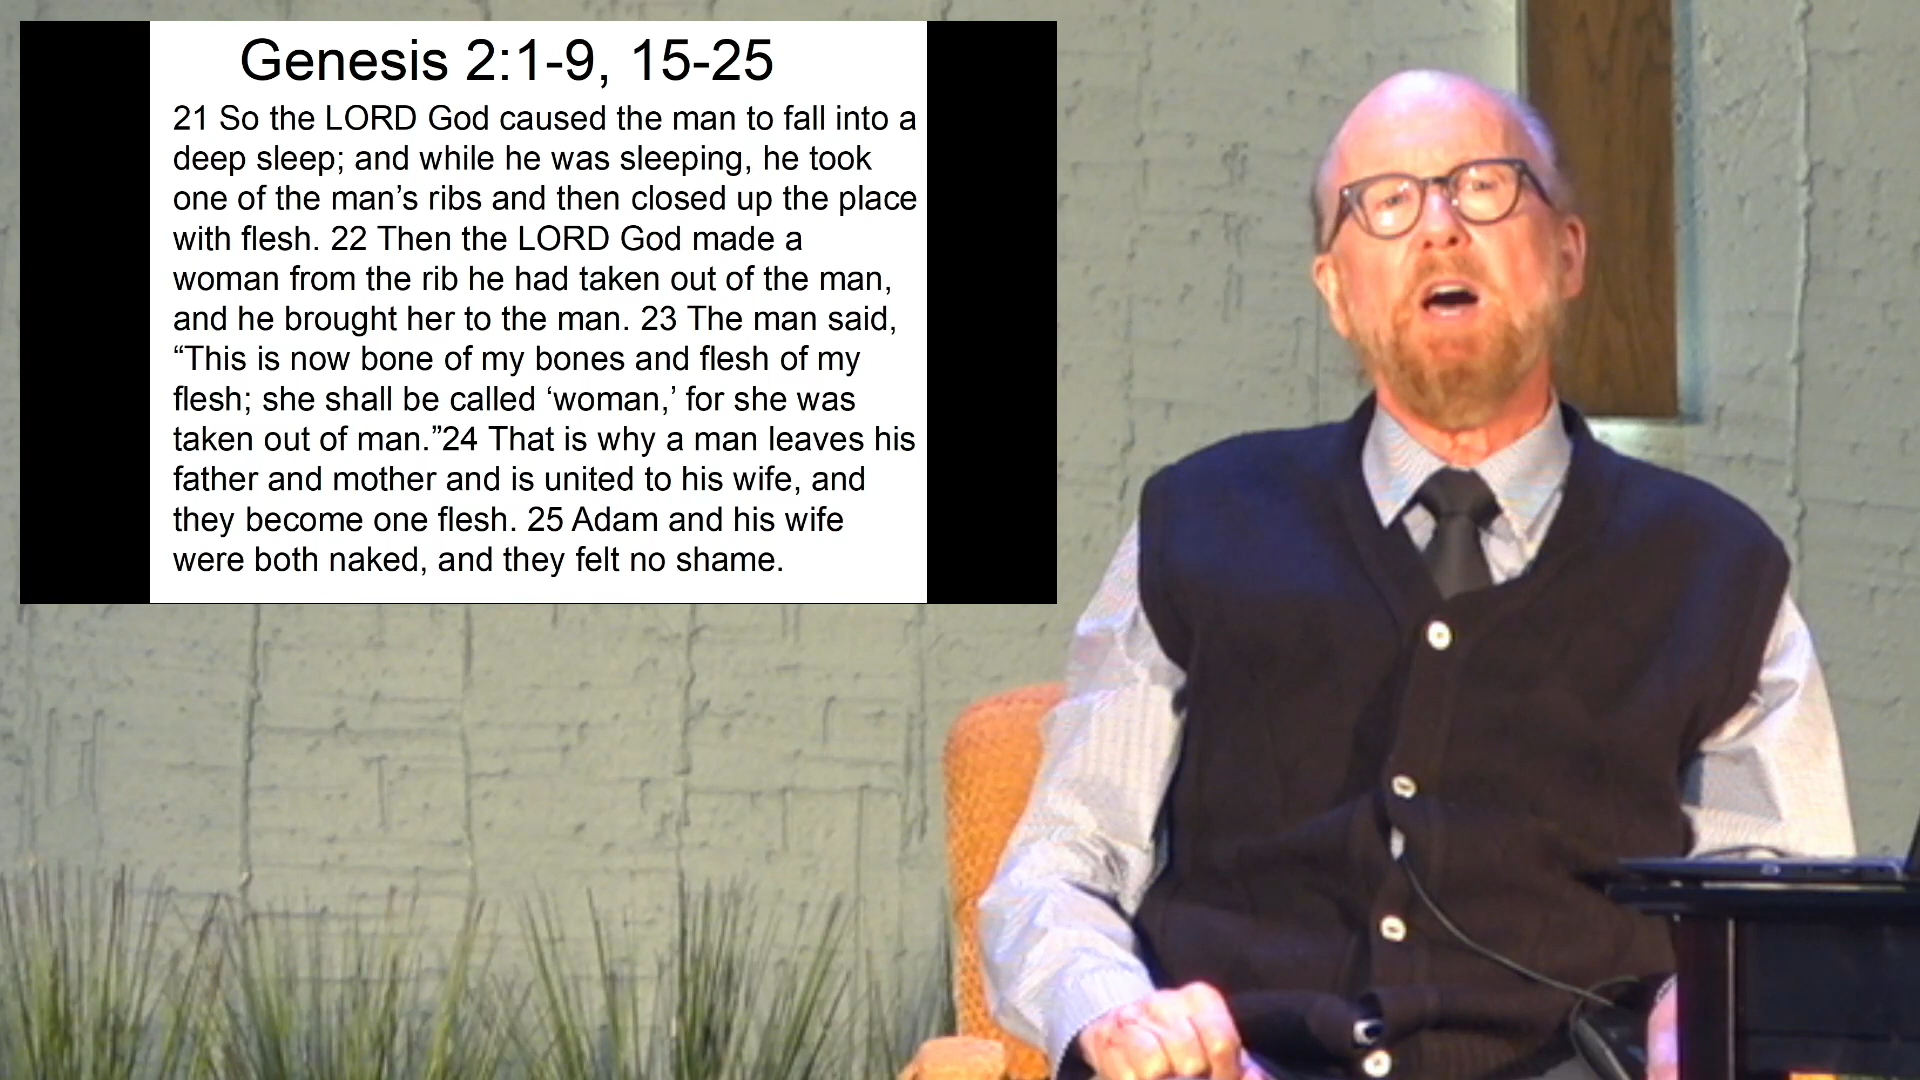 Genesis 2:1-9, 15-25
21 So the LORD God caused the man to fall into a
deep sleep; and while he was sleeping, he took
one of the man’s ribs and then closed up the place
with flesh. 22 Then the LORD God made a
woman from the rib he had taken out of the man,
and he brought her to the man. 23 The man said,
“This is now bone of my bones and flesh of my
flesh; she shall be called ‘woman,’ for she was
taken out of man.”24 That is why a man leaves his
father and mother and is united to his wife, and
they become one flesh. 25 Adam and his wife
were both naked, and they felt no shame.